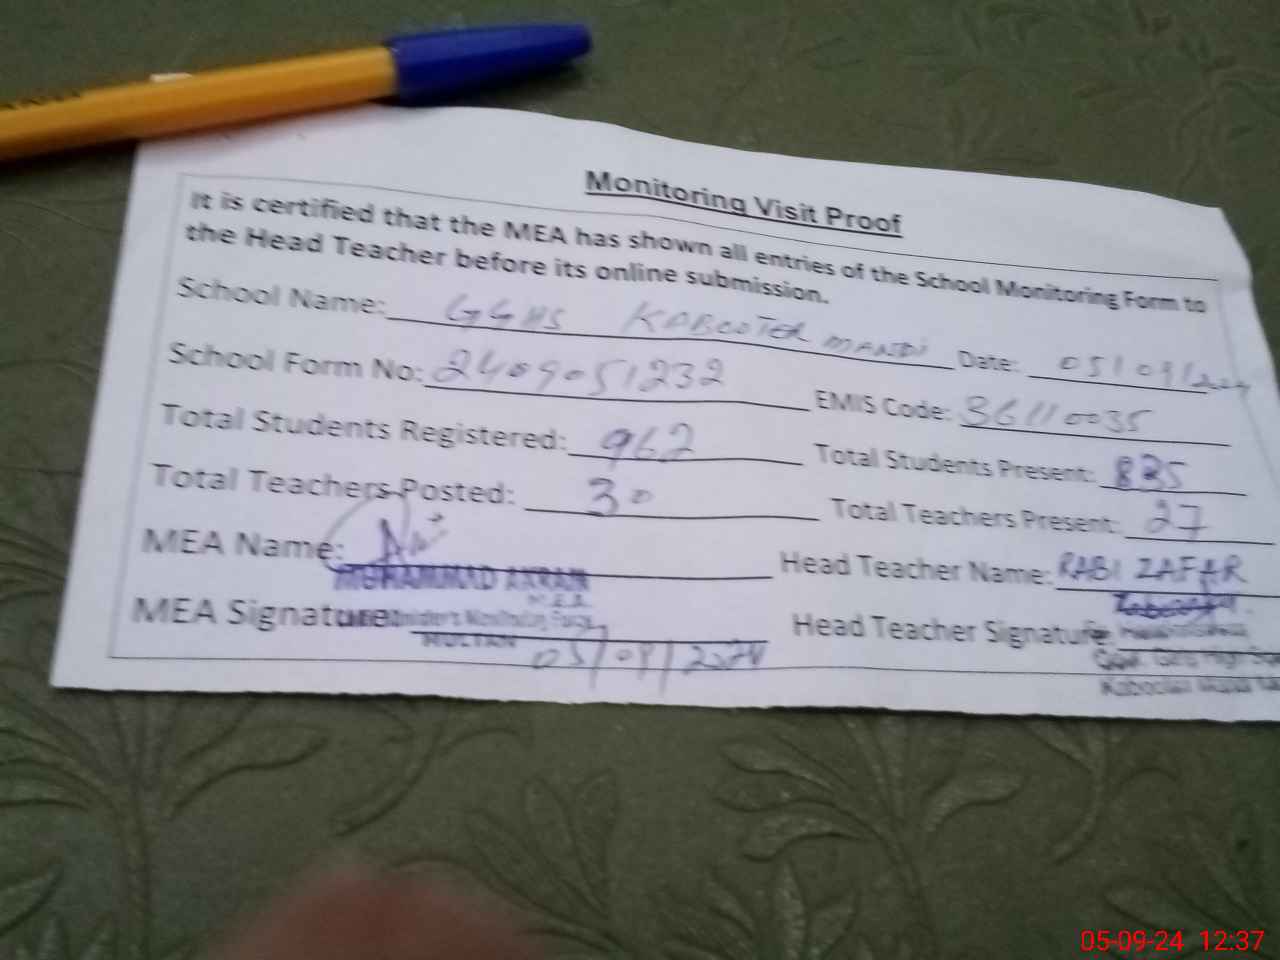 Monitoring Visit Proof
It is certified that the MEA has shown all entries of the School Monitoring Form to
the Head Teacher before its online submission.
School Name: GGHS KABOOTER MANDI Date: 05/09/2024
School Form No: 2409051232 EMIS Code: 36110035
Total Students Registered: 962 Total Students Present: 835
Total Teachers Posted: 30 Total Teachers Present: 27
MEA Name: Head Teacher Name: RABI ZAFAR
MUHAMMAD AKRAM
MEA
MEA Signature: Monitoring Force Head Teacher Signature
MULTAN
05/09/2024
05-09-24 12:37